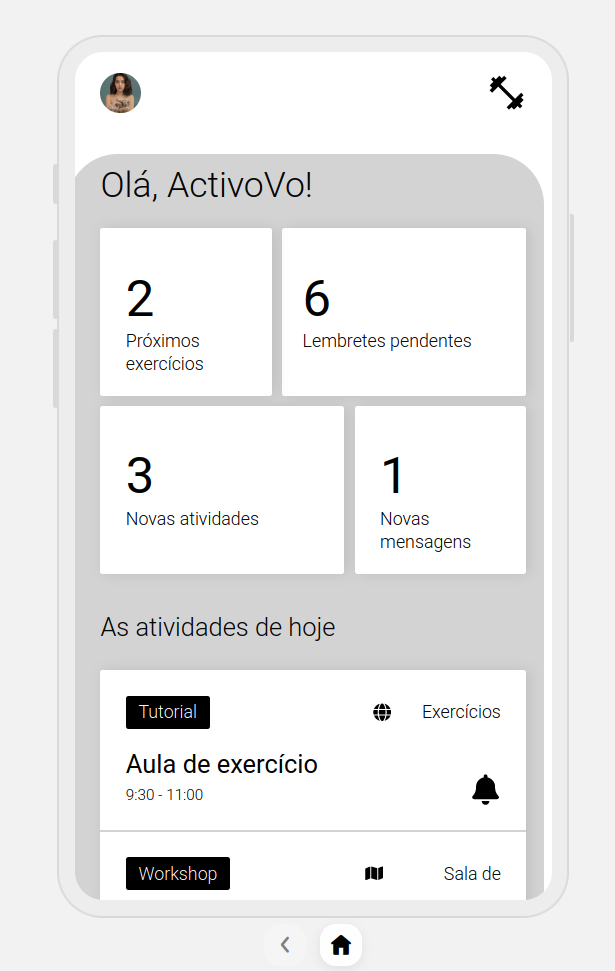 Olá, ActivoVo!
2
Próximos
exercícios
6
Lembretes pendentes
3
Novas atividades
1
Novas
mensagens
As atividades de hoje
Tutorial
Exercícios
Aula de exercício
9:30 - 11:00
Workshop
Sala de